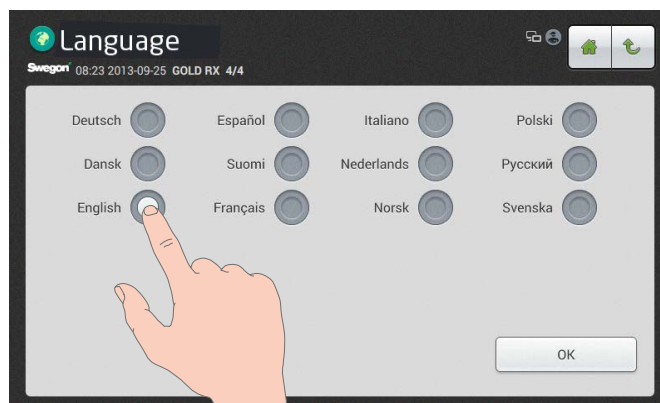 Language
Swegon 08:23 2013-09-25 GOLD RX 4/4
Deutsch Español Italiano Polski
Dansk Suomi Nederlands Русский
English Français Norsk Svenska
OK